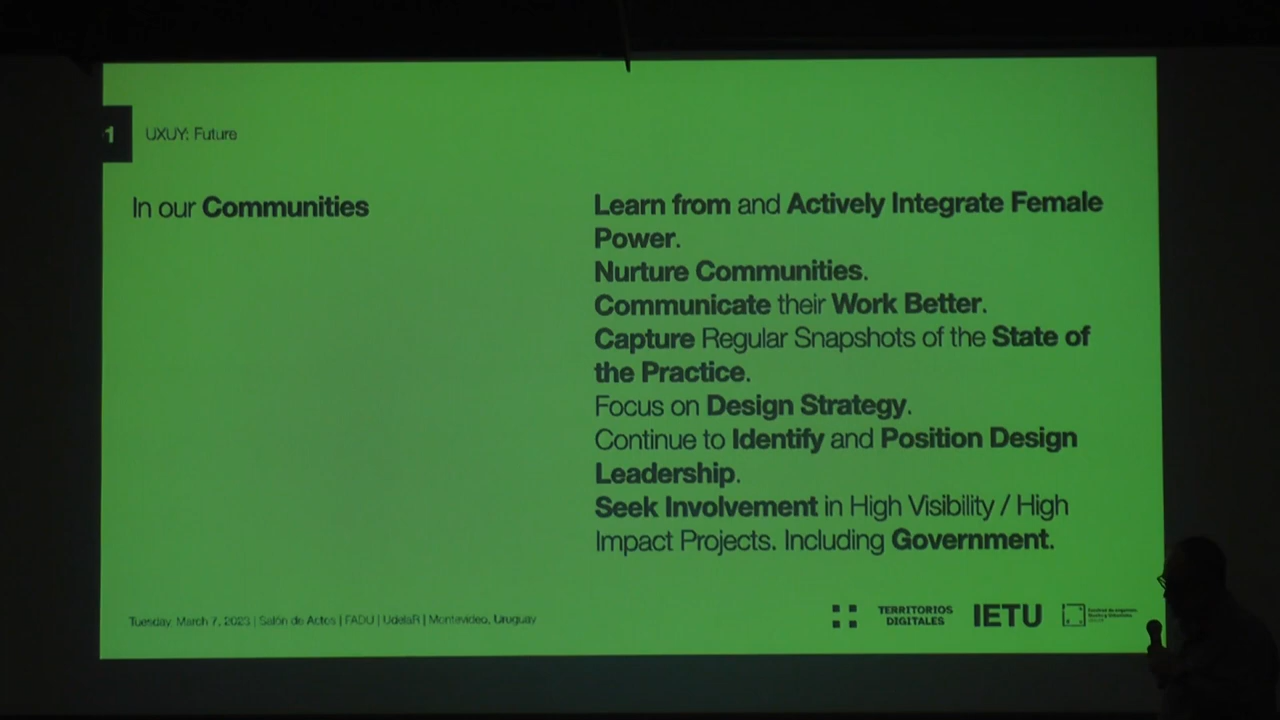 1
UXUY: Future
In our Communities
Learn from and Actively Integrate Female
Power.
Nurture Communities.
Communicate their Work Better.
Capture Regular Snapshots of the State of
the Practice.
Focus on Design Strategy.
Continue to Identify and Position Design
Leadership.
Seek Involvement in High Visibility / High
Impact Projects. Including Government.
Tuesday, March 7, 2023 | Salón de Actos | FADU | UdelaR | Montevideo, Uruguay
TERRITORIOS
DIGITALES
IETU